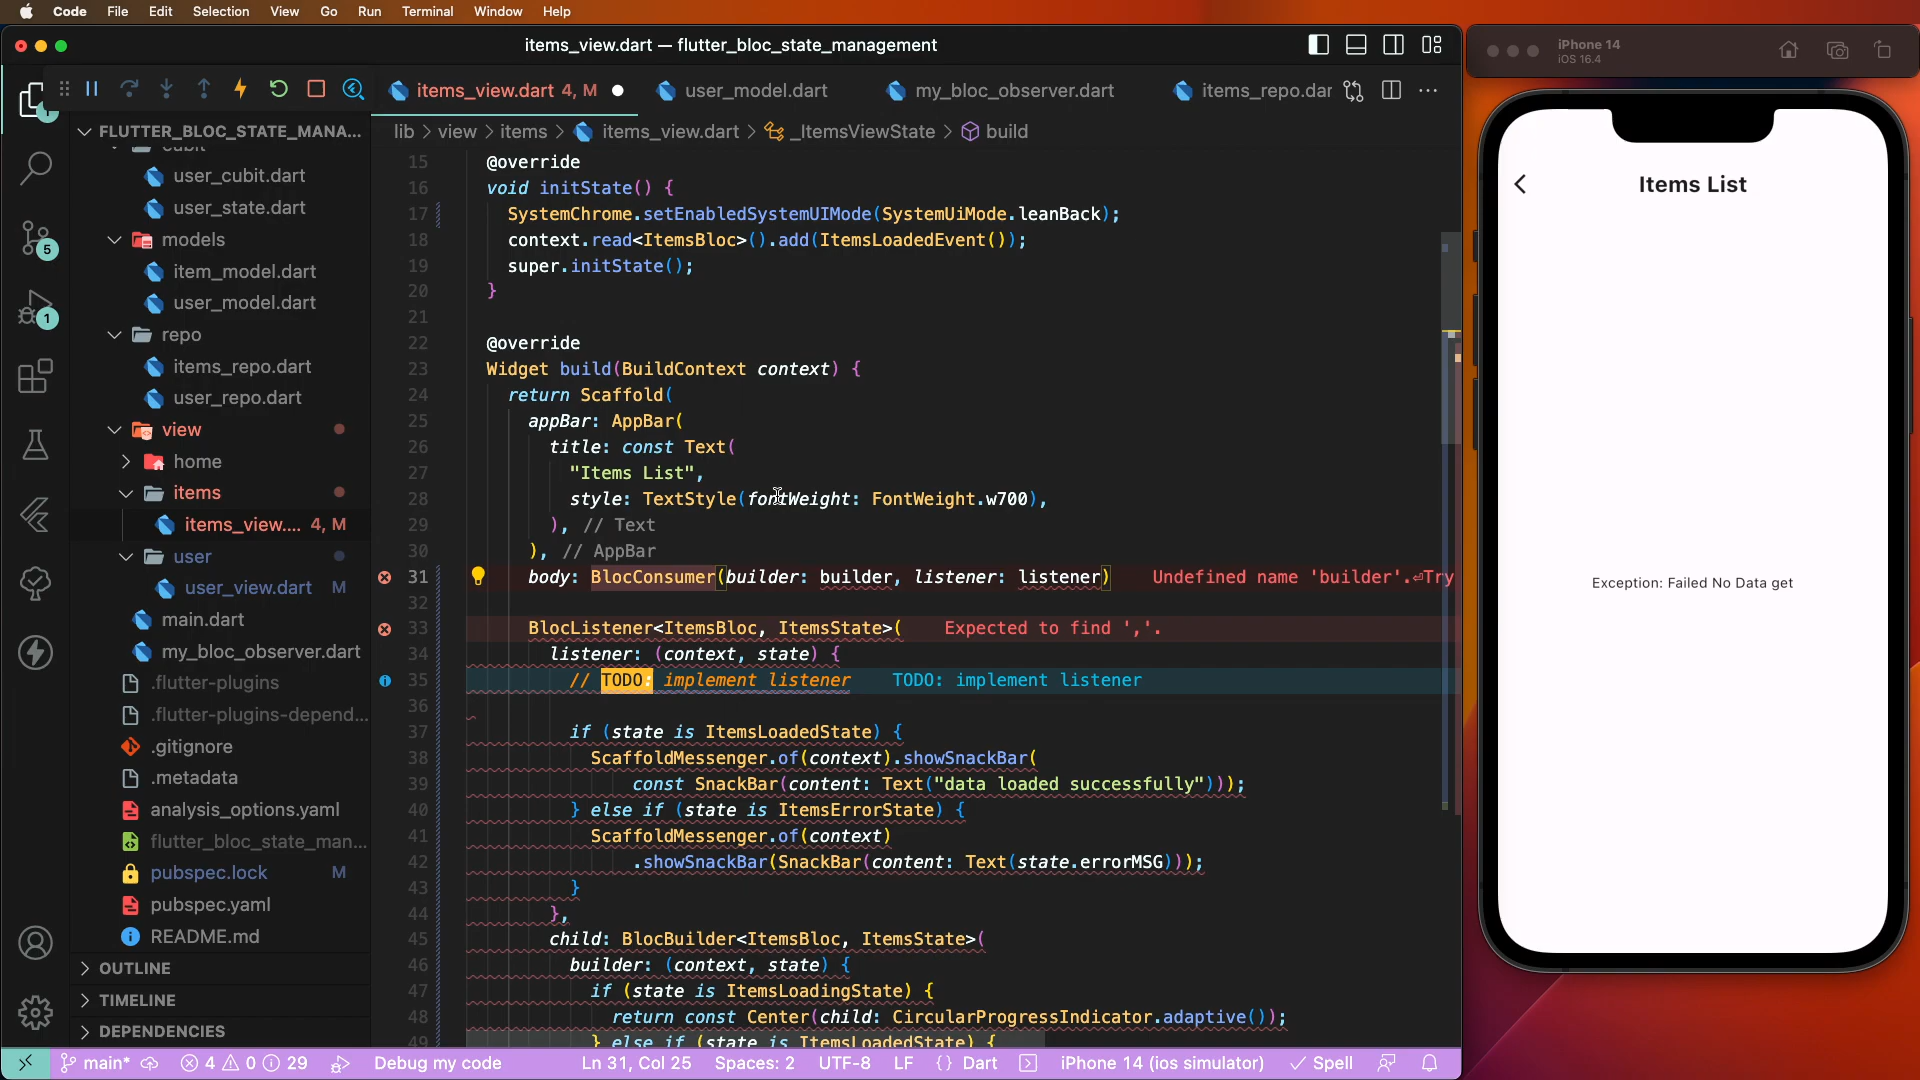 Code File Edit Selection View Go Run Terminal Window Help
items_view.dart — flutter_bloc_state_management
iPhone 14
iOS 16.4
items_view.dart 4, M user_model.dart my_bloc_observer.dart items_repo.dar
FLUTTER_BLOC_STATE_MANA...
lib > view > items > items_view.dart > _ItemsViewState > build
cubit
user_cubit.dart
user_state.dart
models
item_model.dart
user_model.dart
repo
items_repo.dart
user_repo.dart
view
home
items
items_view.... 4, M
user
user_view.dart M
main.dart
my_bloc_observer.dart
.flutter-plugins
.flutter-plugins-depend...
.gitignore
.metadata
analysis_options.yaml
flutter_bloc_state_man...
pubspec.lock M
pubspec.yaml
README.md
OUTLINE
TIMELINE
DEPENDENCIES
5
1
1
15 @override
16 void initState() {
17 SystemChrome.setEnabledSystemUIMode(SystemUiMode.leanBack);
18 context.read<ItemsBloc>().add(ItemsLoadedEvent());
19 super.initState();
20 }
21
22 @override
23 Widget build(BuildContext context) {
24 return Scaffold(
25 appBar: AppBar(
26 title: const Text(
27 "Items List",
28 style: TextStyle(fontWeight: FontWeight.w700),
29 ), // Text
30 ), // AppBar
31 body: BlocConsumer(builder: builder, listener: listener) Undefined name 'builder'.⏎Try
32
33 BlocListener<ItemsBloc, ItemsState>( Expected to find ','.
34 listener: (context, state) {
35 // TODO: implement listener TODO: implement listener
36
37 if (state is ItemsLoadedState) {
38 ScaffoldMessenger.of(context).showSnackBar(
39 const SnackBar(content: Text("data loaded successfully")));
40 } else if (state is ItemsErrorState) {
41 ScaffoldMessenger.of(context)
42 .showSnackBar(SnackBar(content: Text(state.errorMSG)));
43 }
44 },
45 child: BlocBuilder<ItemsBloc, ItemsState>(
46 builder: (context, state) {
47 if (state is ItemsLoadingState) {
48 return const Center(child: CircularProgressIndicator.adaptive());
49 } else if (state is ItemsLoadedState) {
Items List
Exception: Failed No Data get
main* 4 0 29 Debug my code Ln 31, Col 25 Spaces: 2 UTF-8 LF {} Dart iPhone 14 (ios simulator) Spell